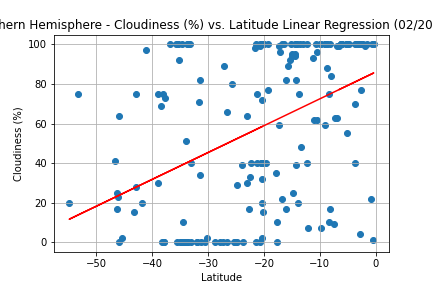 hern Hemisphere - Cloudiness (%) vs. Latitude Linear Regression (02/20
100
80
60
40
20
0
Cloudiness (%)
−50 −40 −30 −20 −10 0
Latitude